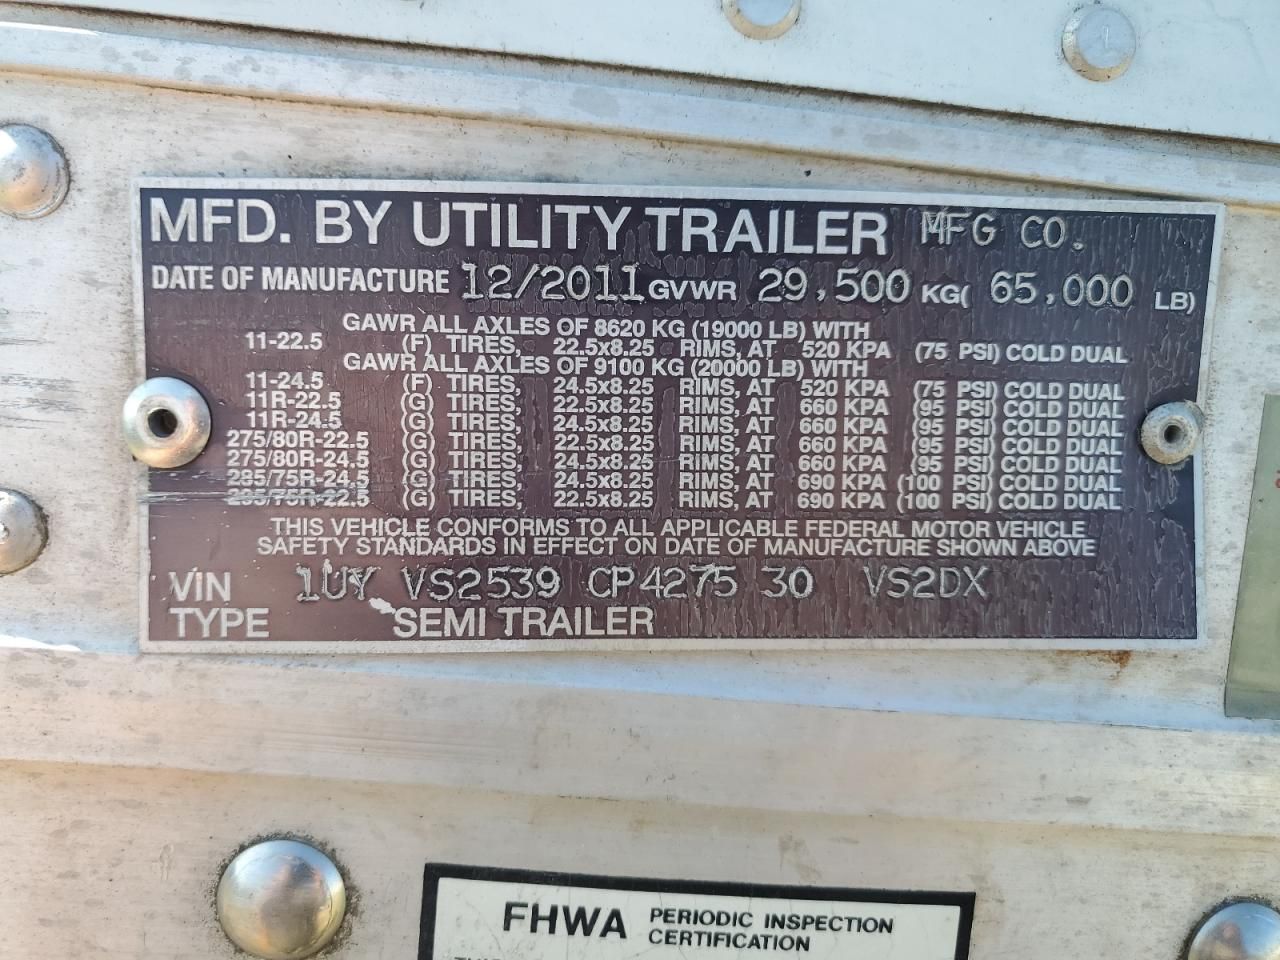 MFD. BY UTILITY TRAILER MFG CO.
DATE OF MANUFACTURE 12/2011 GVWR 29,500 KG( 65,000 LB)
GAWR ALL AXLES OF 8620 KG (19000 LB) WITH
11-22.5 (F) TIRES, 22.5x8.25 RIMS, AT 520 KPA (75 PSI) COLD DUAL
GAWR ALL AXLES OF 9100 KG (20000 LB) WITH
11-24.5 (F) TIRES, 24.5x8.25 RIMS, AT 520 KPA (75 PSI) COLD DUAL
11R-22.5 (G) TIRES, 22.5x8.25 RIMS, AT 660 KPA (95 PSI) COLD DUAL
11R-24.5 (G) TIRES, 24.5x8.25 RIMS, AT 660 KPA (95 PSI) COLD DUAL
275/80R-22.5 (G) TIRES, 22.5x8.25 RIMS, AT 660 KPA (95 PSI) COLD DUAL
275/80R-24.5 (G) TIRES, 24.5x8.25 RIMS, AT 660 KPA (95 PSI) COLD DUAL
285/75R-24.5 (G) TIRES, 24.5x8.25 RIMS, AT 690 KPA (100 PSI) COLD DUAL
295/75R-22.5 (G) TIRES, 22.5x8.25 RIMS, AT 690 KPA (100 PSI) COLD DUAL
THIS VEHICLE CONFORMS TO ALL APPLICABLE FEDERAL MOTOR VEHICLE
SAFETY STANDARDS IN EFFECT ON DATE OF MANUFACTURE SHOWN ABOVE
VIN 1UY VS2539 CP4275 30 VS2DX
TYPE SEMI TRAILER
FHWA PERIODIC INSPECTION
CERTIFICATION